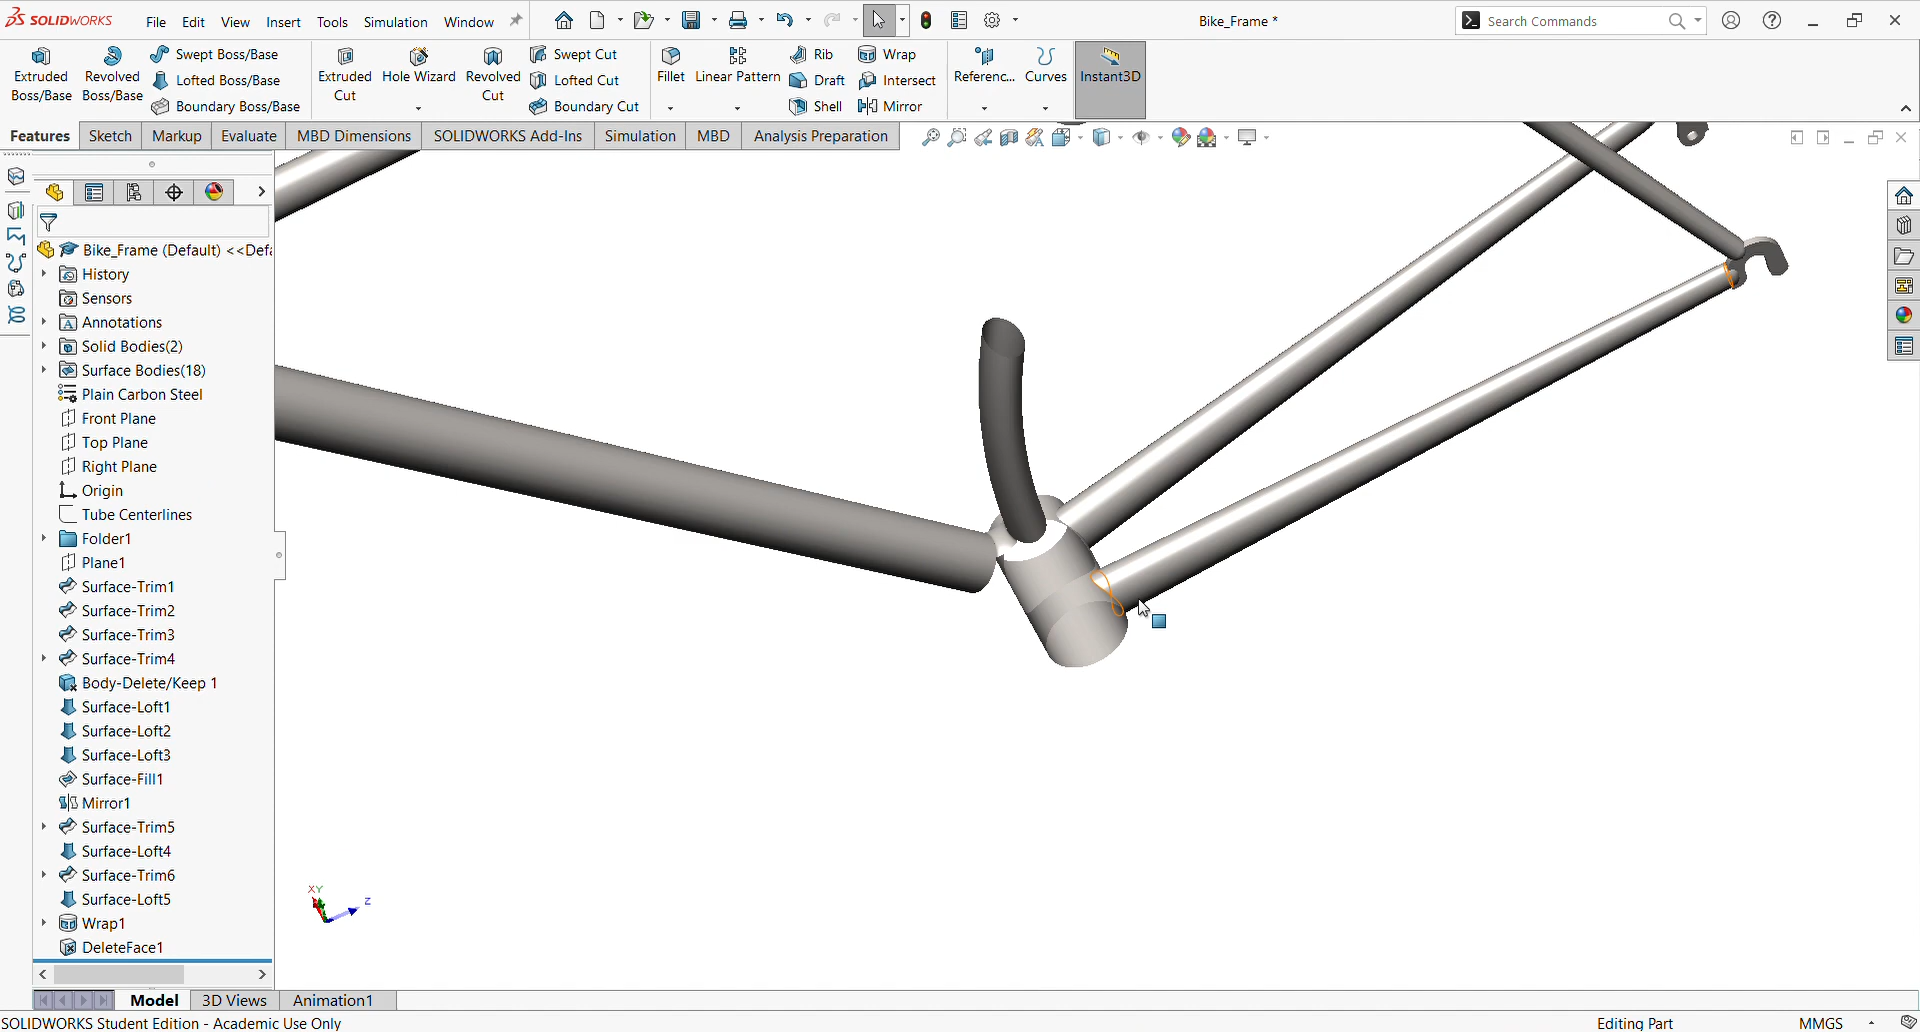 SOLIDWORKS File Edit View Insert Tools Simulation Window Bike_Frame * Search Commands
Extruded Boss/Base
Revolved Boss/Base
Swept Boss/Base
Lofted Boss/Base
Boundary Boss/Base
Extruded Cut
Hole Wizard
Revolved Cut
Swept Cut
Lofted Cut
Boundary Cut
Fillet
Linear Pattern
Rib
Draft
Shell
Wrap
Intersect
Mirror
Referenc...
Curves
Instant3D
Features Sketch Markup Evaluate MBD Dimensions SOLIDWORKS Add-Ins Simulation MBD Analysis Preparation
Bike_Frame (Default) <<Defa
History
Sensors
Annotations
Solid Bodies(2)
Surface Bodies(18)
Plain Carbon Steel
Front Plane
Top Plane
Right Plane
Origin
Tube Centerlines
Folder1
Plane1
Surface-Trim1
Surface-Trim2
Surface-Trim3
Surface-Trim4
Body-Delete/Keep 1
Surface-Loft1
Surface-Loft2
Surface-Loft3
Surface-Fill1
Mirror1
Surface-Trim5
Surface-Loft4
Surface-Trim6
Surface-Loft5
Wrap1
DeleteFace1
X Y Z
Model 3D Views Animation1
SOLIDWORKS Student Edition - Academic Use Only Editing Part MMGS